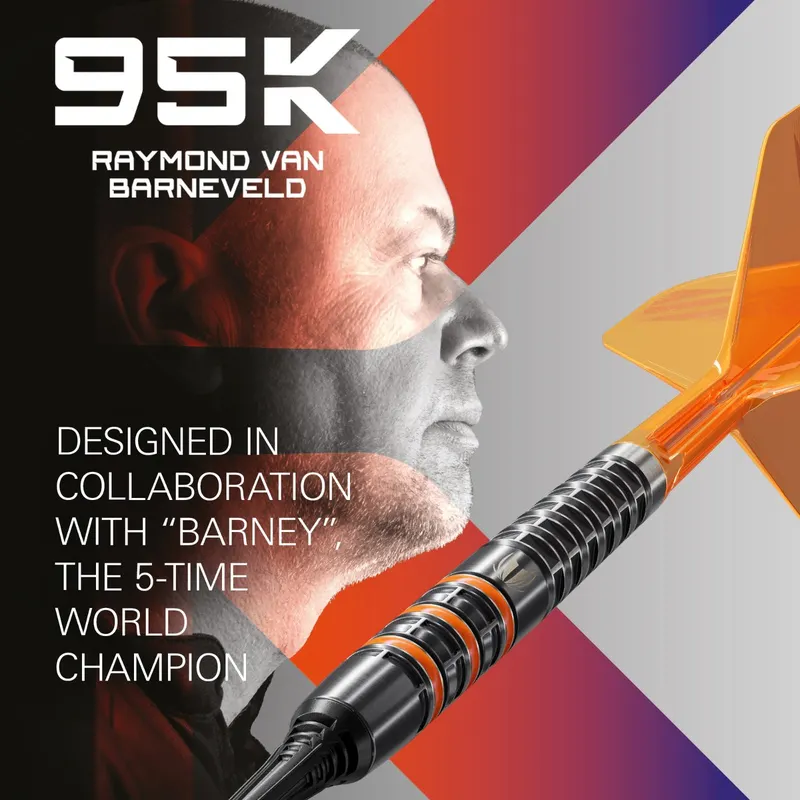 95K
RAYMOND VAN
BARNEVELD
DESIGNED IN
COLLABORATION
WITH “BARNEY”,
THE 5-TIME
WORLD
CHAMPION